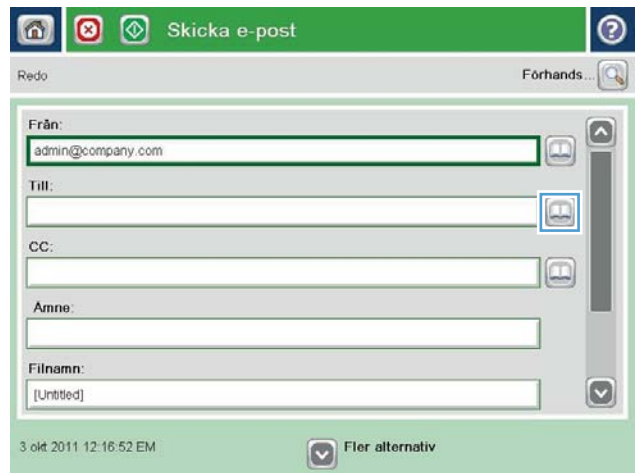 Skicka e-post
Redo
Förhands...
Från:
admin@company.com
Till:
CC:
Ämne:
Filnamn:
[Untitled]
3 okt 2011 12:16:52 EM
Fler alternativ